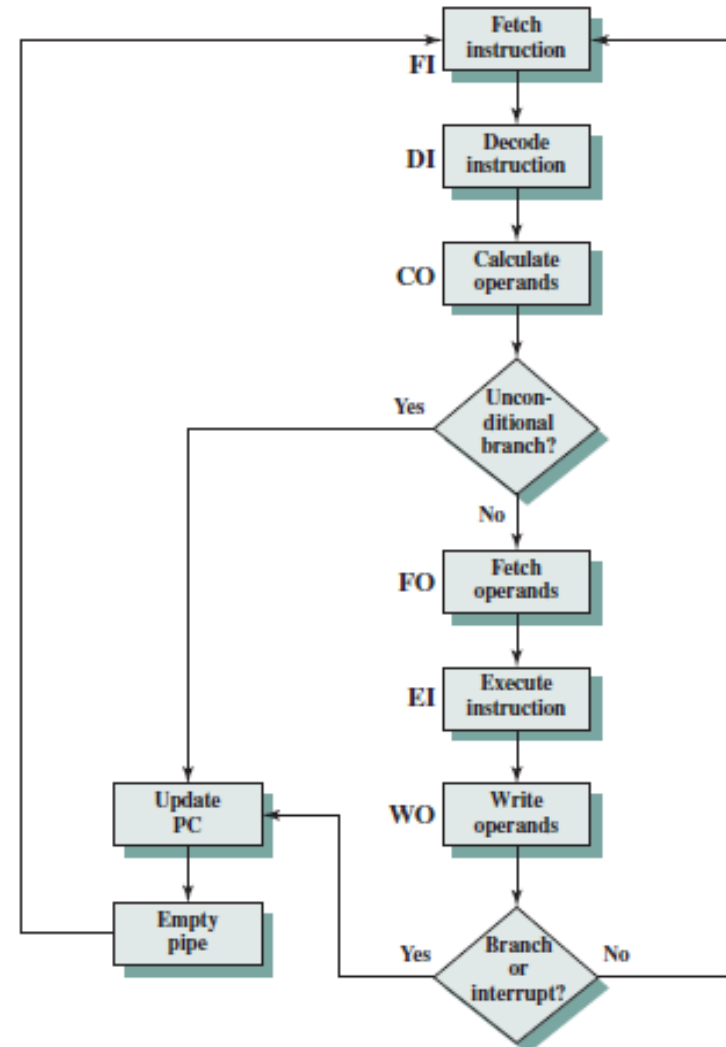 Fetch
instruction
FI
Decode
instruction
DI
Calculate
operands
CO
Uncon-
ditional
branch?
Yes
No
Fetch
operands
FO
Execute
instruction
EI
Update
PC
Write
operands
WO
Empty
pipe
Branch
or
interrupt?
Yes
No